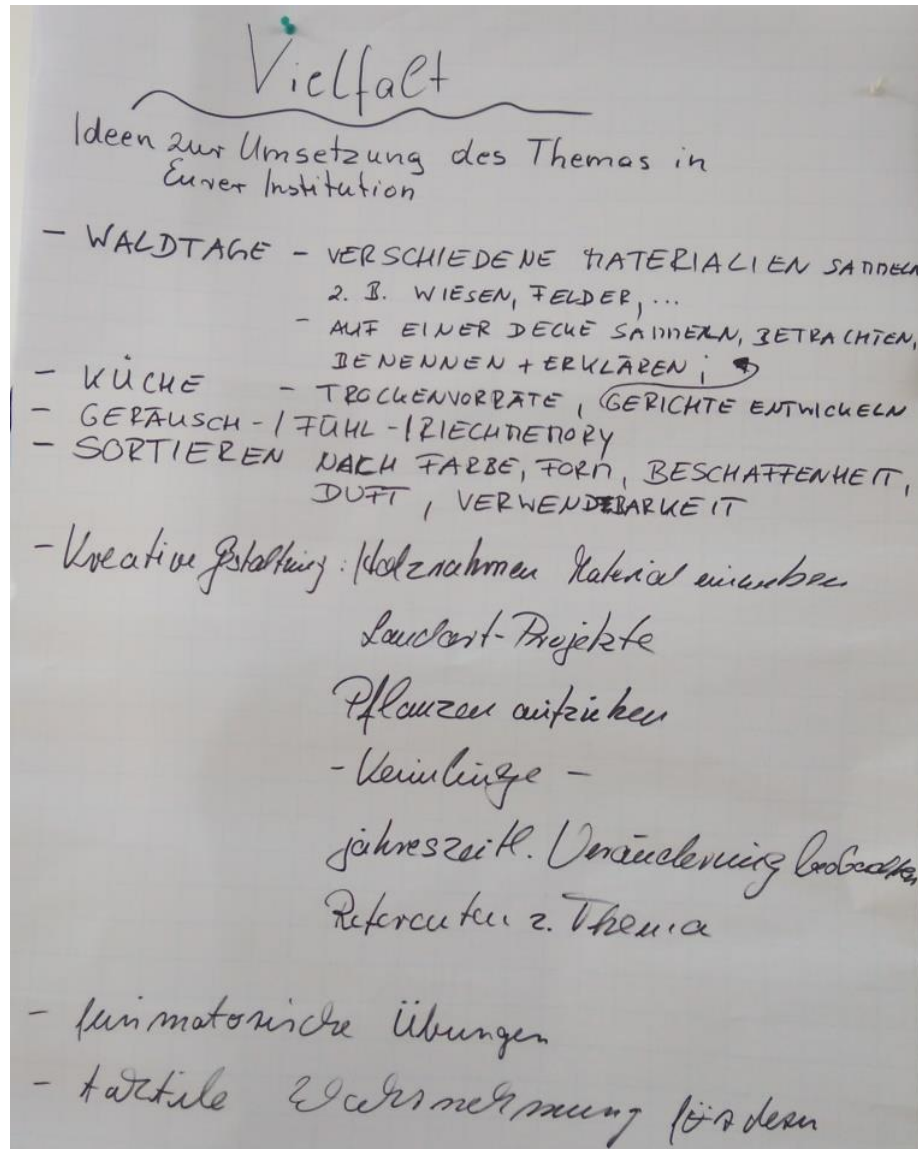 Vielfalt
Ideen zur Umsetzung des Themas in
Eurer Institution
- WALDTAGE - VERSCHIEDENE MATERIALIEN SAMMELN
z. B. WIESEN, FELDER, ...
- AUF EINER DECKE SAMMELN, BETRACHTEN,
BENENNEN + ERKLÄREN;
- KÜCHE - TROCKENVORRÄTE, GERICHTE ENTWICKELN
- GERÄUSCH-/FÜHL-/RIECHMEMORY
- SORTIEREN NACH FARBE, FORM, BESCHAFFENHEIT,
DUFT, VERWENDBARKEIT
- Kreative Gestaltung: Holzrahmen Material einweben
Landart-Projekte
Pflanzen aufziehen
- Keimlinge -
jahreszeitl. Veränderung beobachten
Referenten z. Thema
- feinmotorische Übungen
- taktile Wahrnehmung fördern